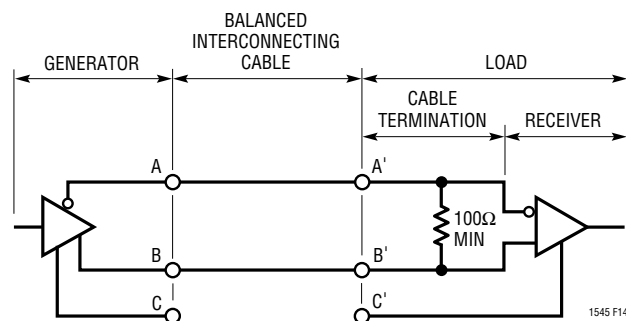 BALANCED
INTERCONNECTING
CABLE
GENERATOR
LOAD
CABLE
TERMINATION
RECEIVER
A
A'
100Ω
MIN
B
B'
C
C'
1545 F14